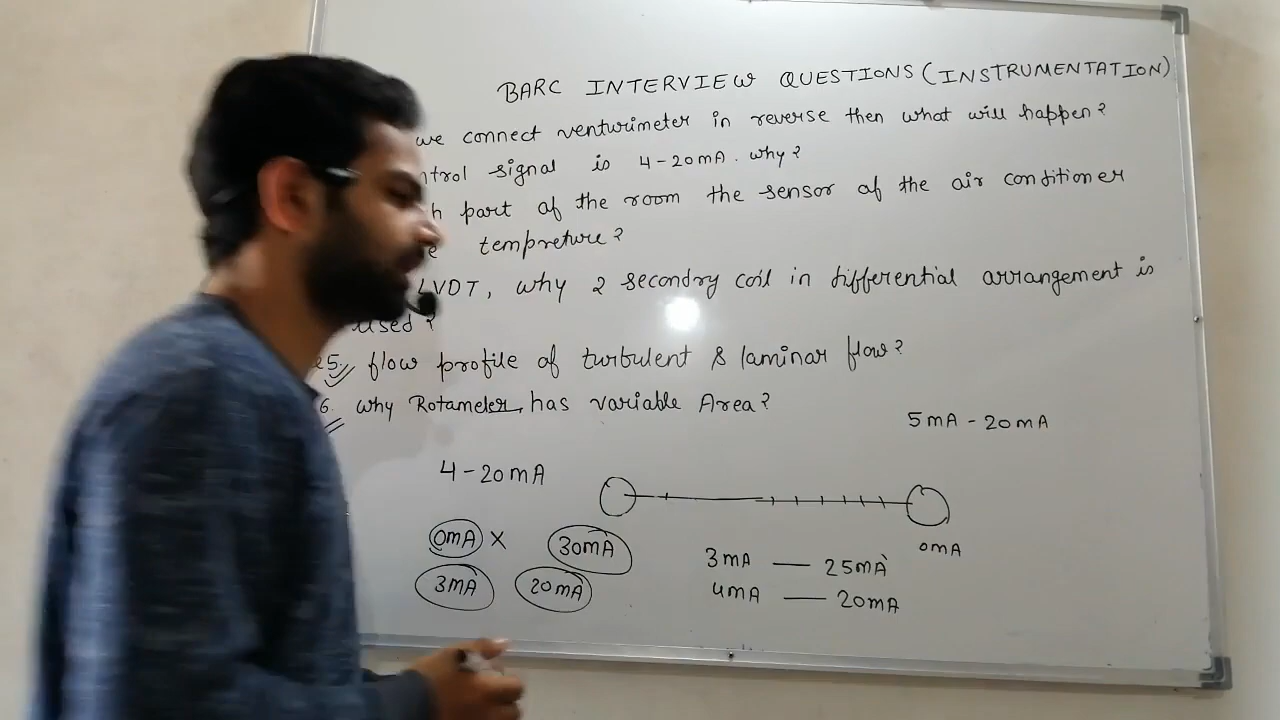 BARC INTERVIEW QUESTIONS (INSTRUMENTATION)
we connect venturimeter in reverse then what will happen?
ntrol signal is 4-20mA. why?
h part of the room the sensor of the air conditioner
e tempreture?
LVDT, why 2 secondry coil in differential arrangement is
used?
5. flow profile of turbulent & laminar flow?
6. why Rotameter has variable Area?
5mA - 20mA
4-20mA
0mA x 30mA
0mA
3mA — 25mA
3mA 20mA
4mA — 20mA